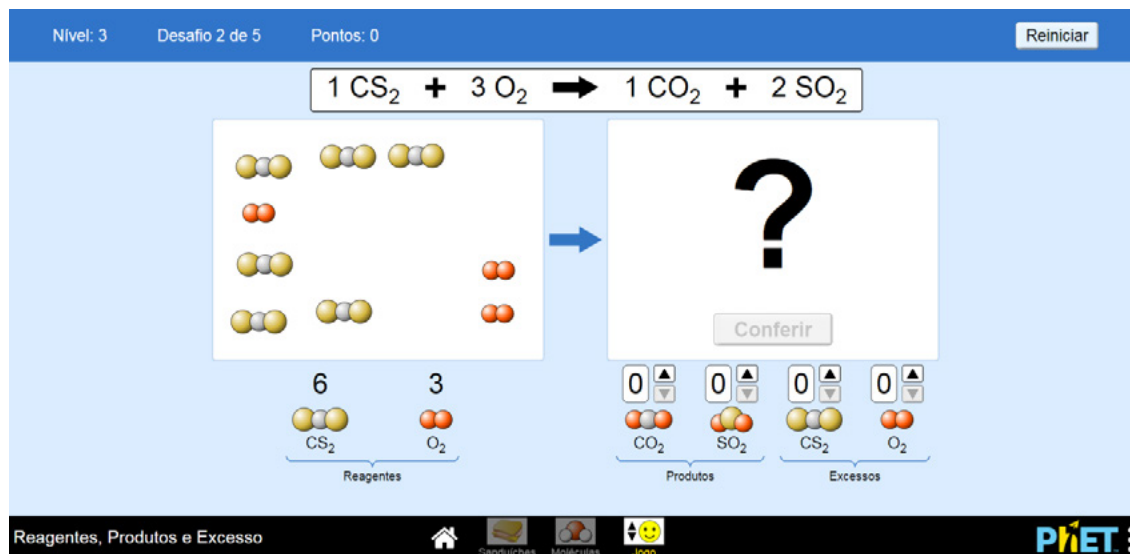 Nível: 3 Desafio 2 de 5 Pontos: 0 Reiniciar
1 CS₂ + 3 O₂ → 1 CO₂ + 2 SO₂
?
Conferir
6 3 0 0 0 0
CS₂ O₂ CO₂ SO₂ CS₂ O₂
Reagentes Produtos Excessos
Reagentes, Produtos e Excesso Sanduíches Moléculas Jogo PhET